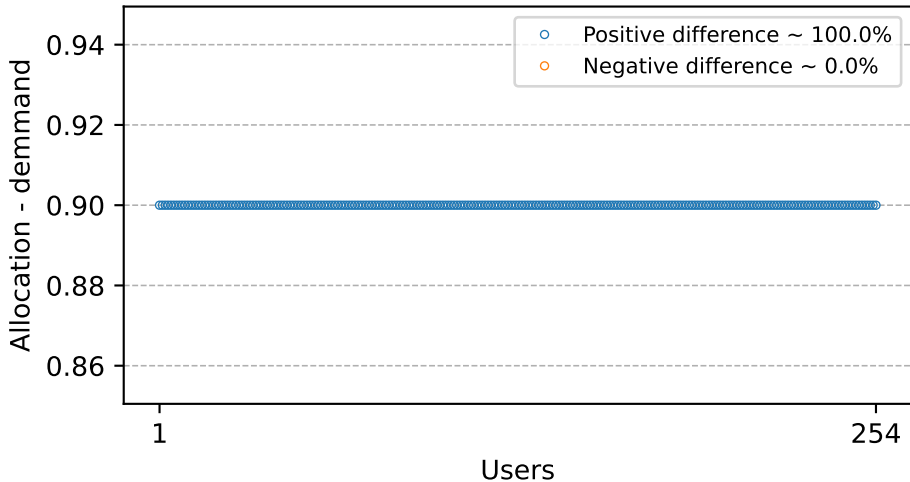 Positive difference ~ 100.0%
Negative difference ~ 0.0%
Allocation - demmand
0.94
0.92
0.90
0.88
0.86
1
254
Users